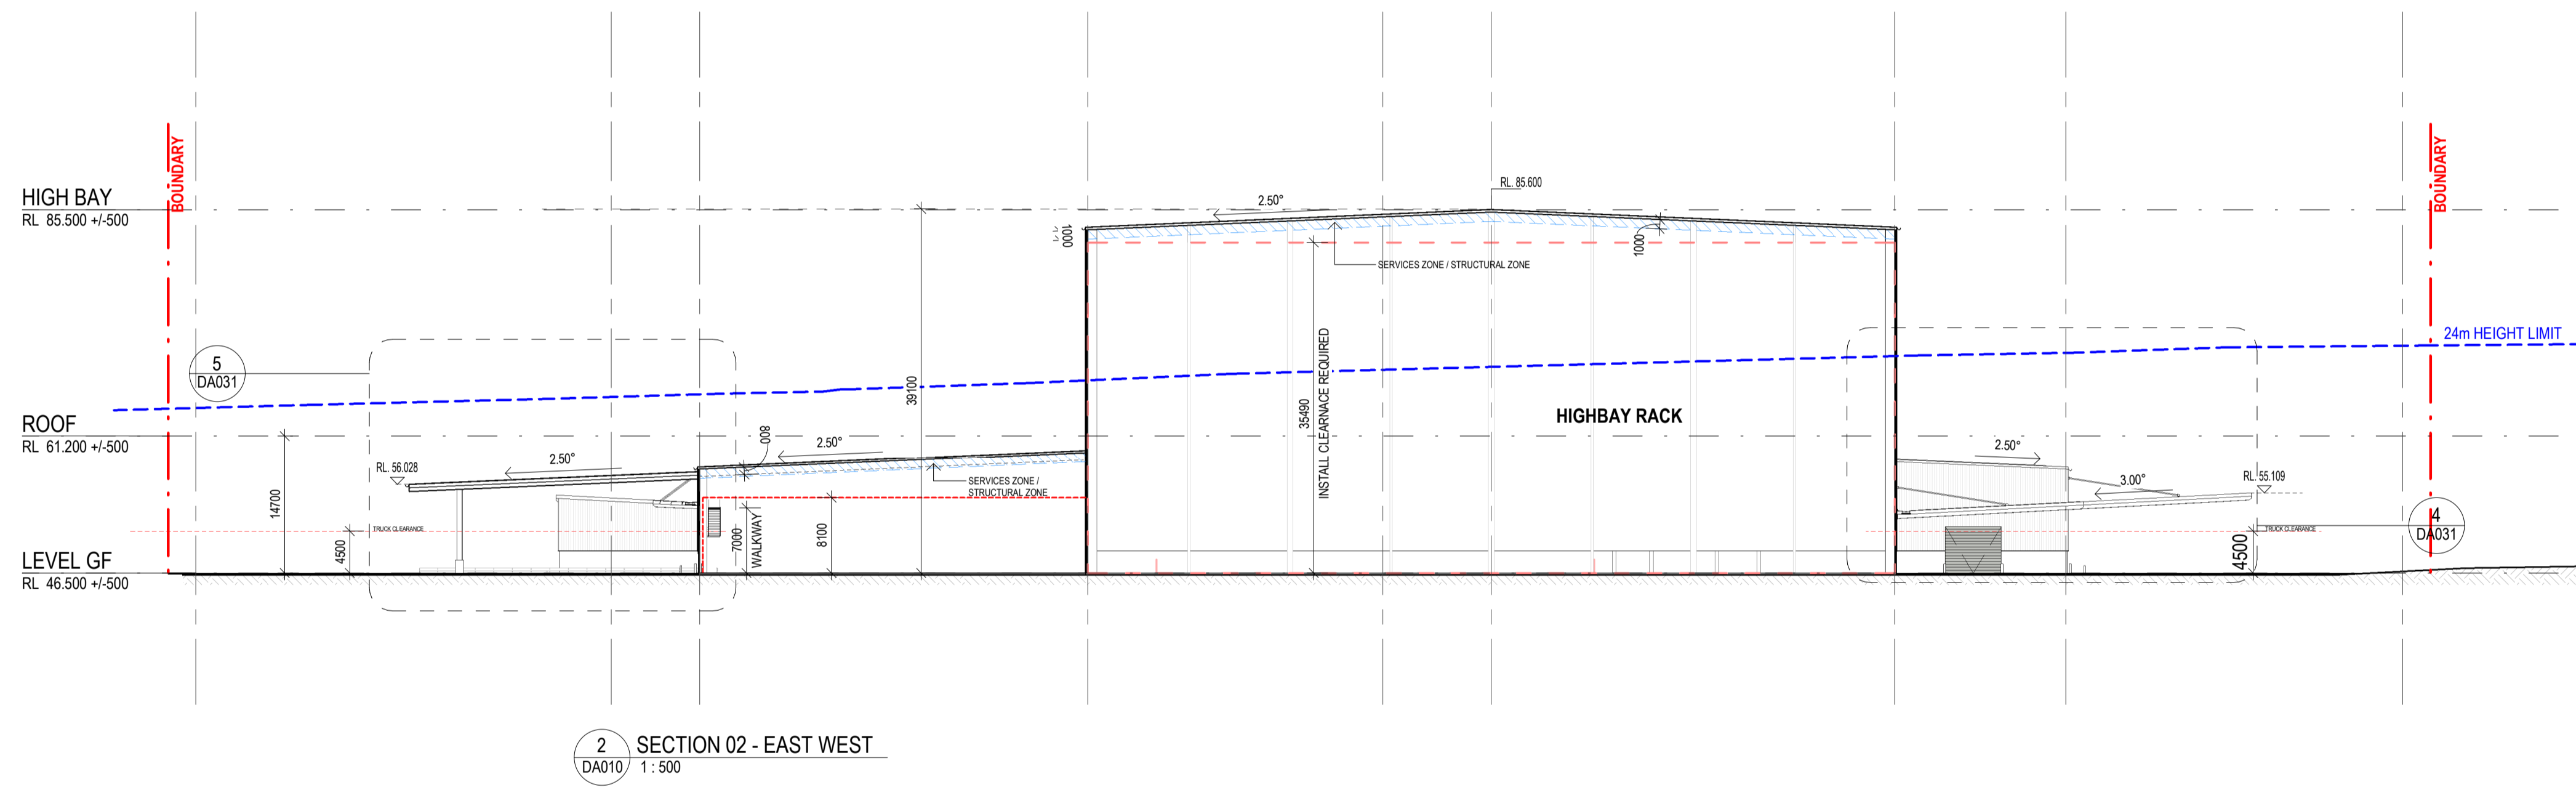 BOUNDARY
BOUNDARY
HIGH BAY
RL 85.500 +/-500
RL. 85.600
2.50°
1000
1000
SERVICES ZONE / STRUCTURAL ZONE
24m HEIGHT LIMIT
5
DA031
39100
35490
INSTALL CLEARNACE REQUIRED
HIGHBAY RACK
ROOF
RL 61.200 +/-500
2.50°
800
2.50°
2.50°
RL. 56.028
SERVICES ZONE /
STRUCTURAL ZONE
3.00°
RL. 55.109
14700
TRUCK CLEARANCE
4500
7000
WALKWAY
8100
TRUCK CLEARANCE
4500
4
DA031
LEVEL GF
RL 46.500 +/-500
2
DA010
SECTION 02 - EAST WEST
1 : 500